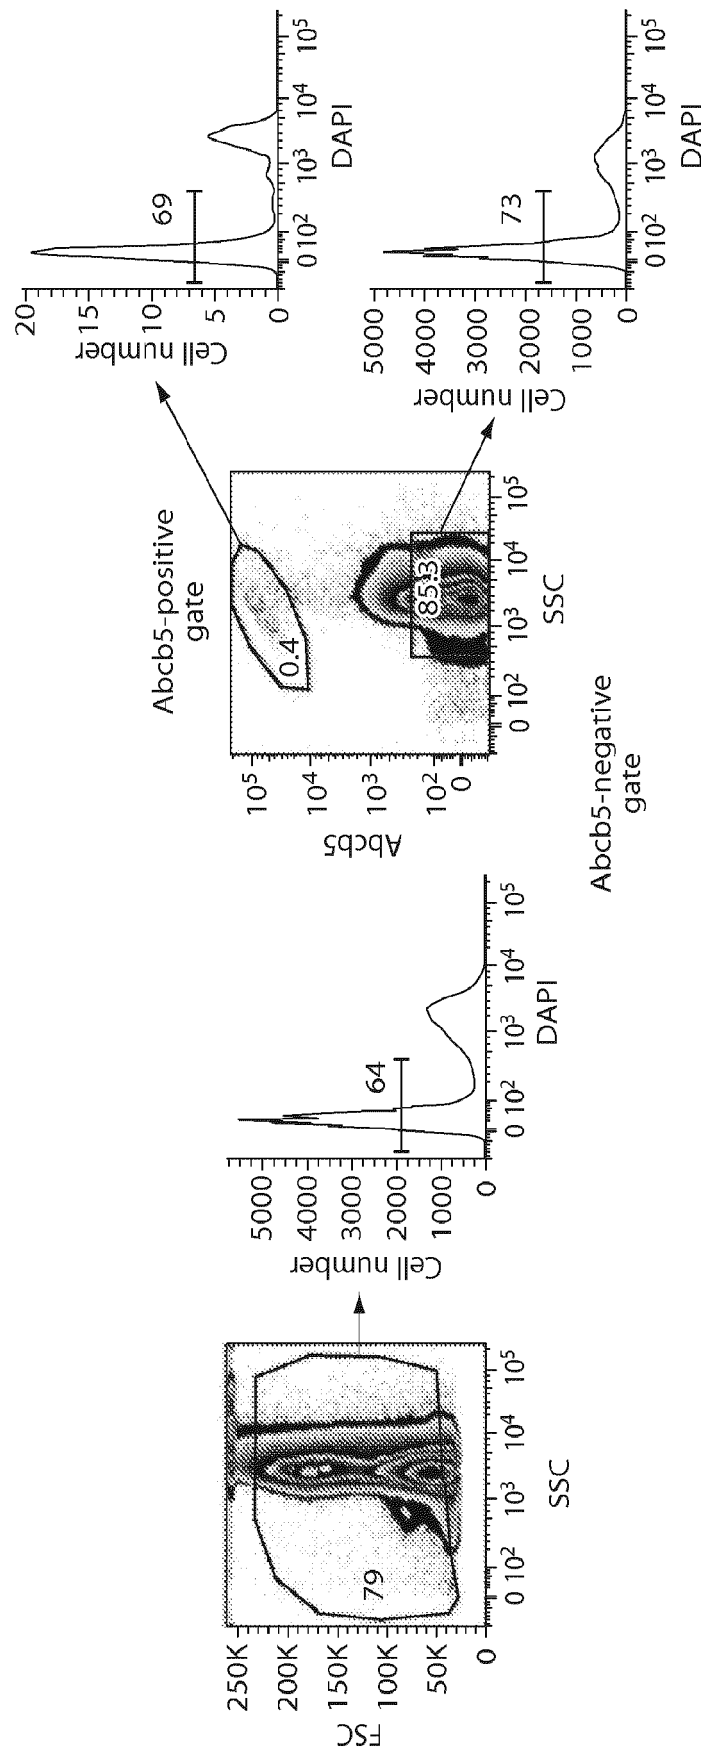 FSC
250K
200K
150K
100K
50K
0
79
0 10² 10³ 10⁴ 10⁵
SSC
Cell number
5000
4000
3000
2000
1000
0
64
0 10² 10³ 10⁴ 10⁵
DAPI
Abcb5-positive
gate
Abcb5
10⁵
10⁴
10³
10²
0
0.4
85.3
0 10² 10³ 10⁴ 10⁵
SSC
Abcb5-negative
gate
Cell number
20
15
10
5
0
69
0 10² 10³ 10⁴ 10⁵
DAPI
Cell number
5000
4000
3000
2000
1000
0
73
0 10² 10³ 10⁴ 10⁵
DAPI